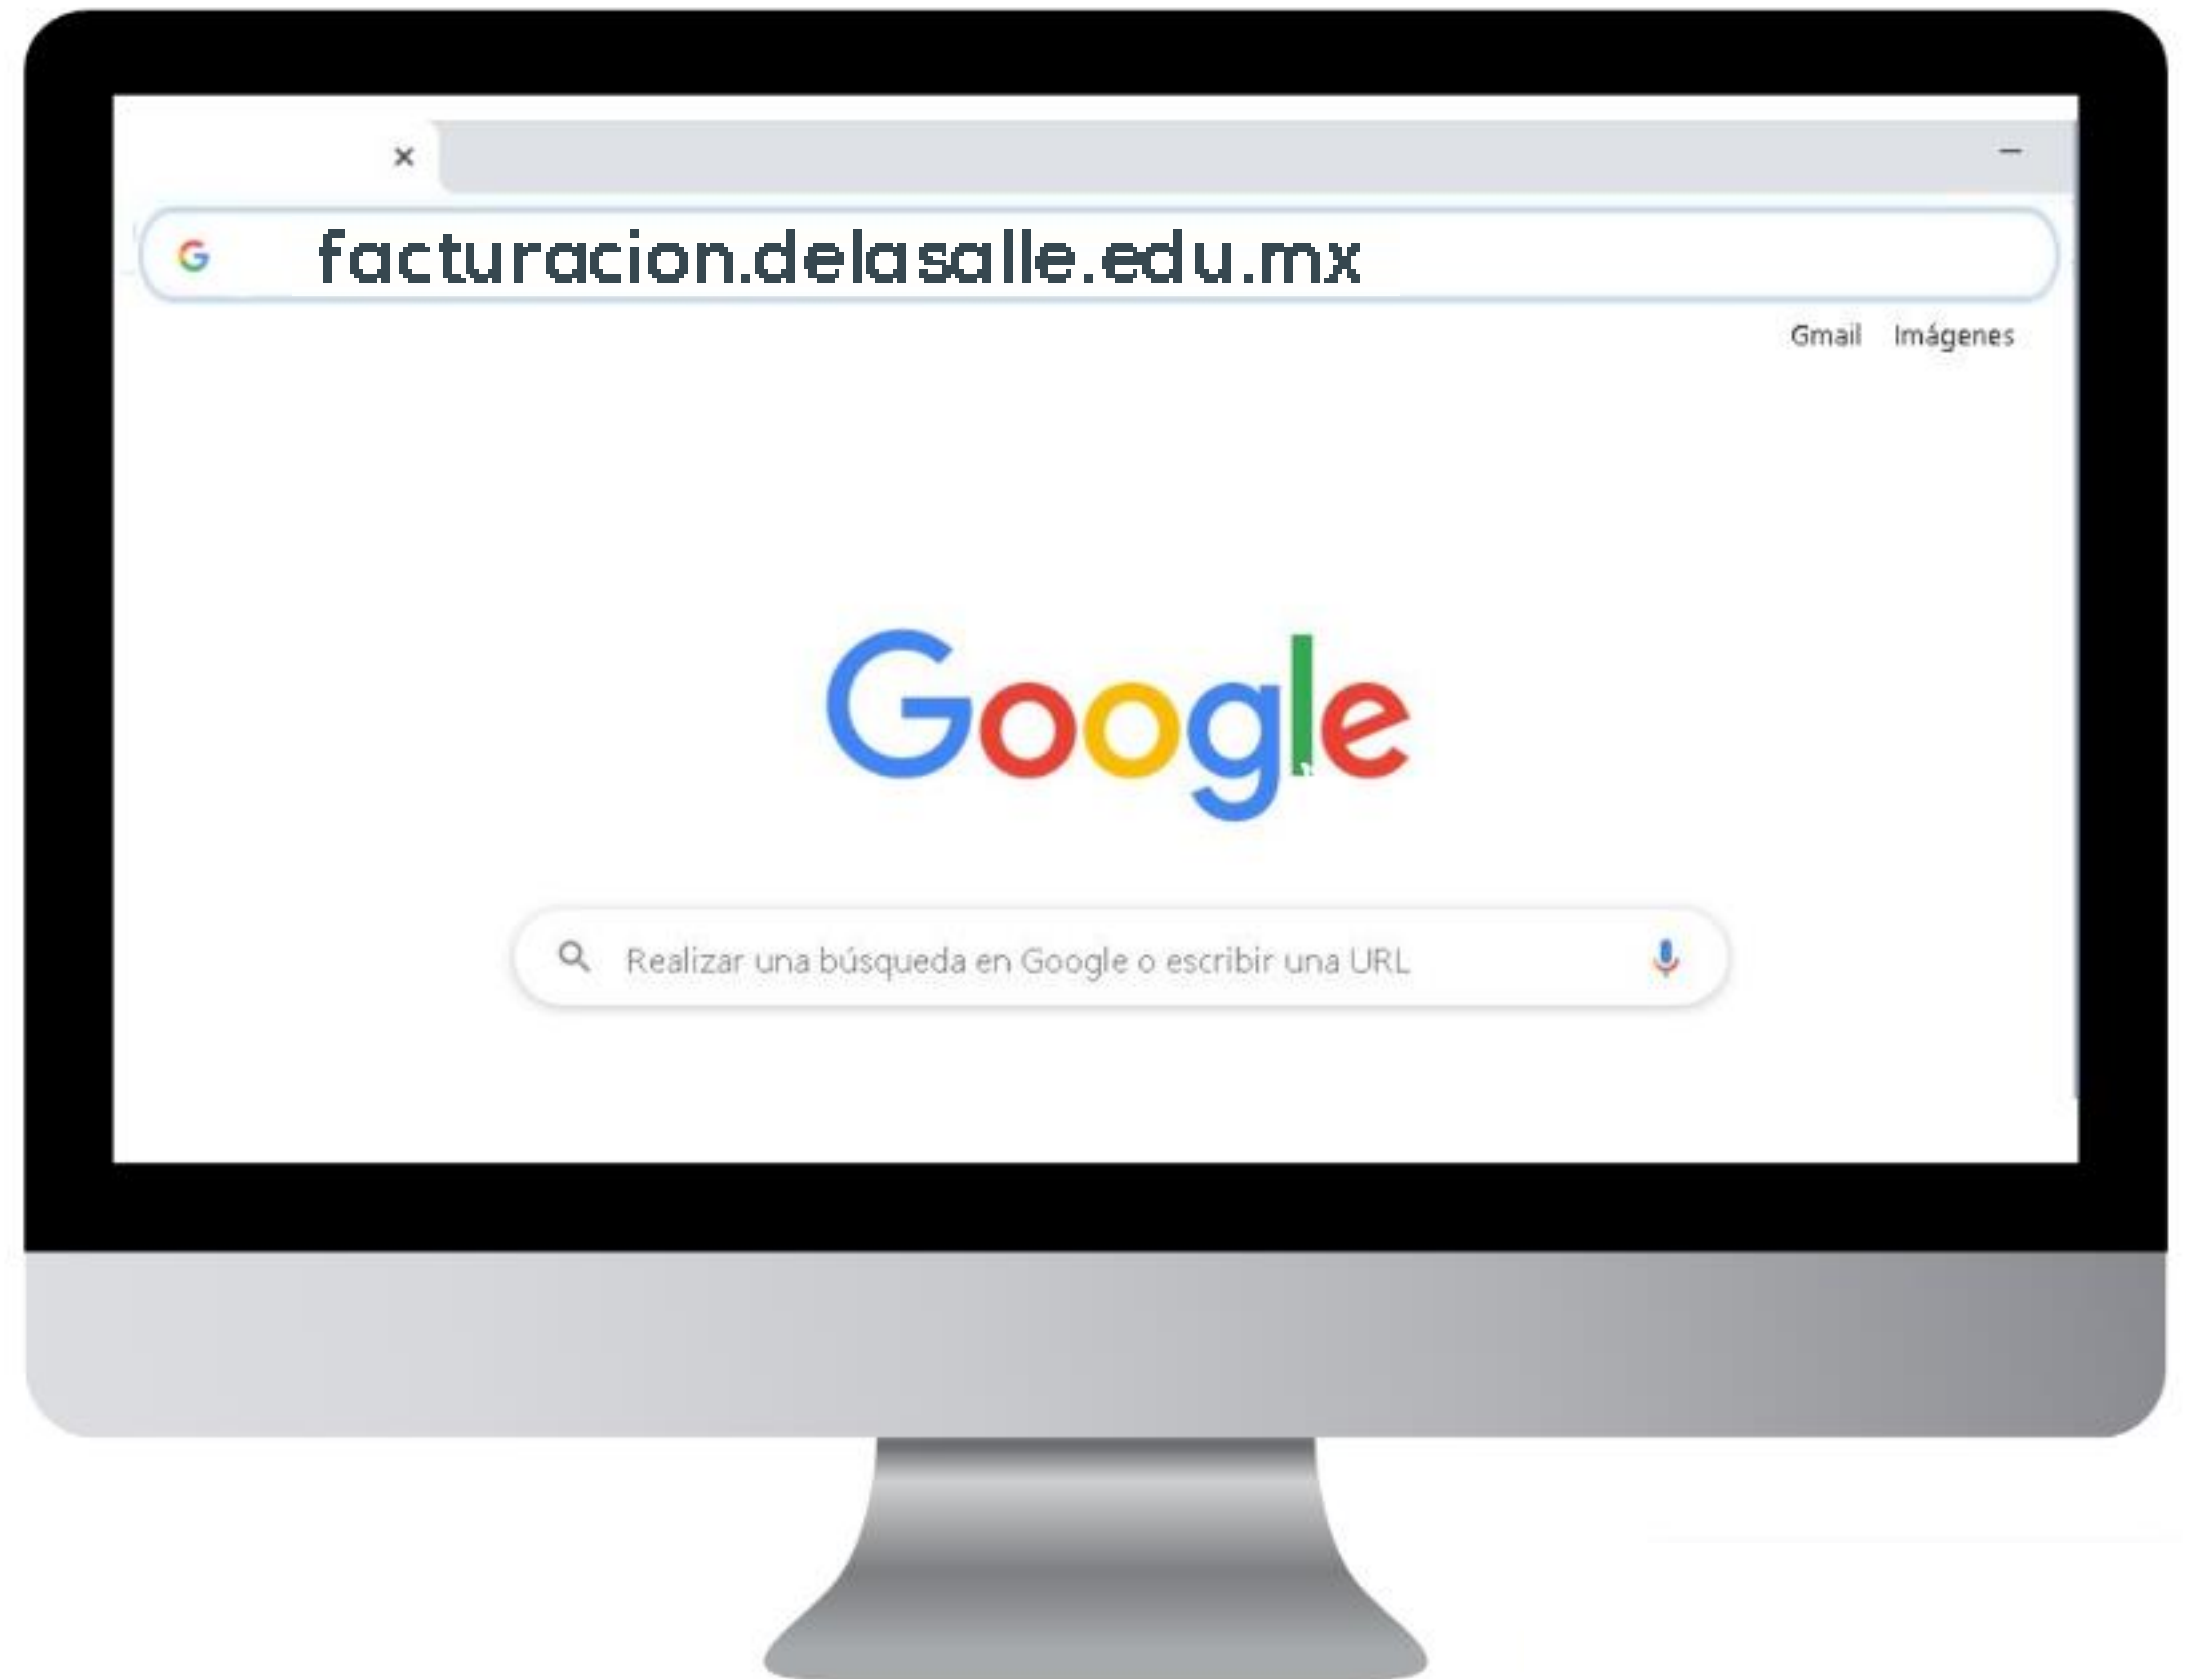 facturacion.delasalle.edu.mx
Gmail Imágenes
Google
Realizar una búsqueda en Google o escribir una URL